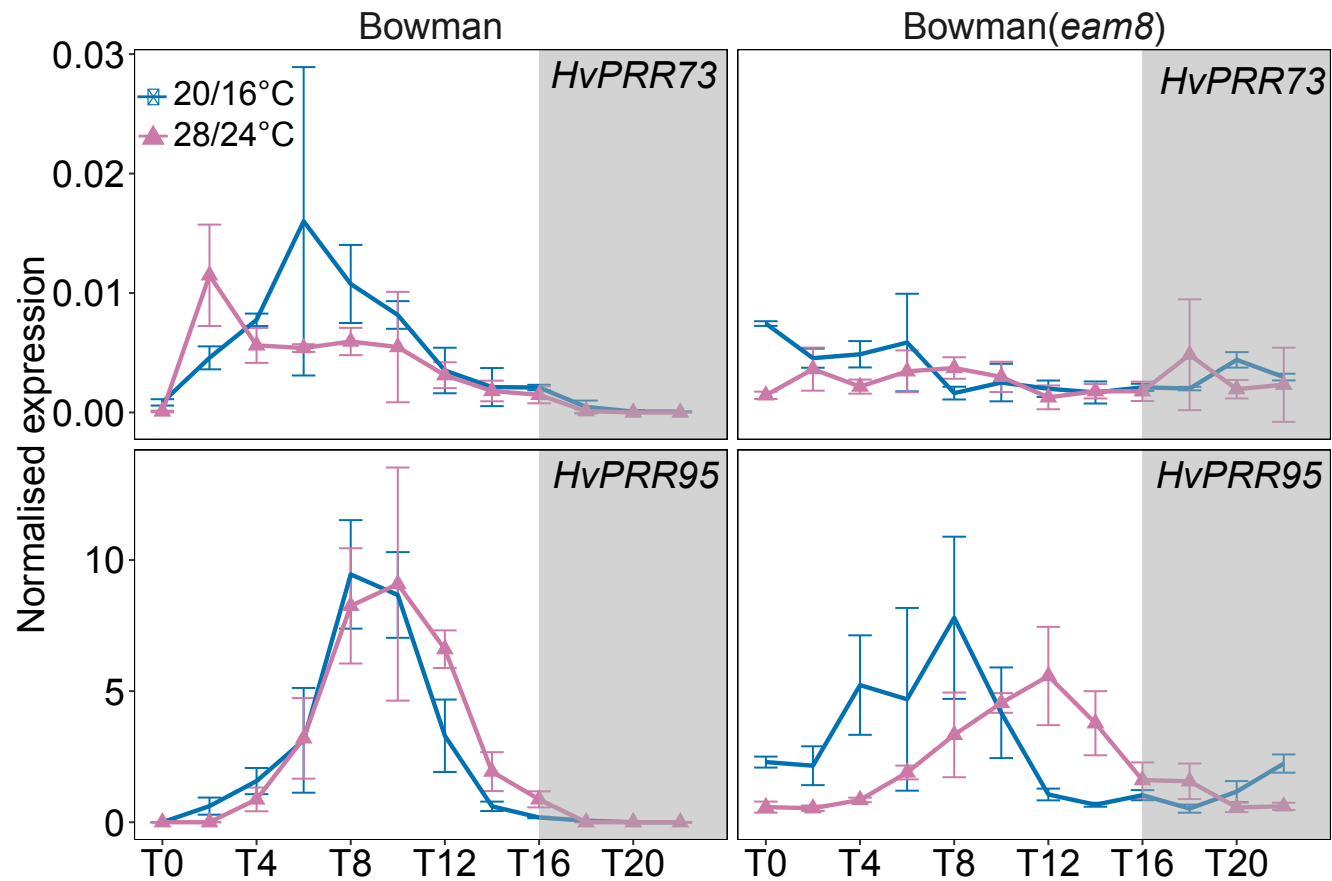 Bowman
Bowman(eam8)
0.03
0.02
0.01
0.00
20/16°C
28/24°C
HvPRR73
HvPRR73
Normalised expression
10
5
0
HvPRR95
HvPRR95
T0 T4 T8 T12 T16 T20
T0 T4 T8 T12 T16 T20